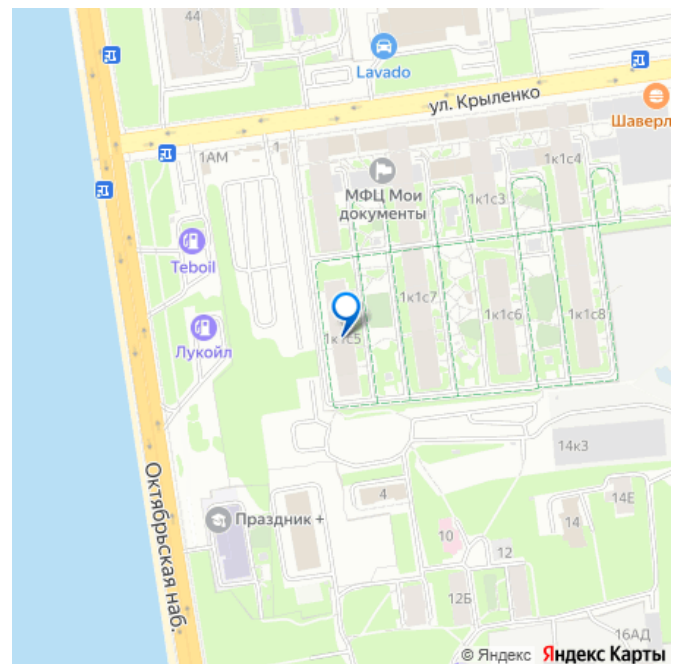 44
Lavado
ул. Крыленко
Шаверл
1АМ
1
1к1с4
МФЦ Мои
документы
1к1с3
Teboil
1к1с7
1к1с6
1к1с8
Лукойл
1к1с5
14к3
Октябрьская наб.
4
14Е
Праздник +
14
10
12
12Б
16АД
© Яндекс Яндекс Карты